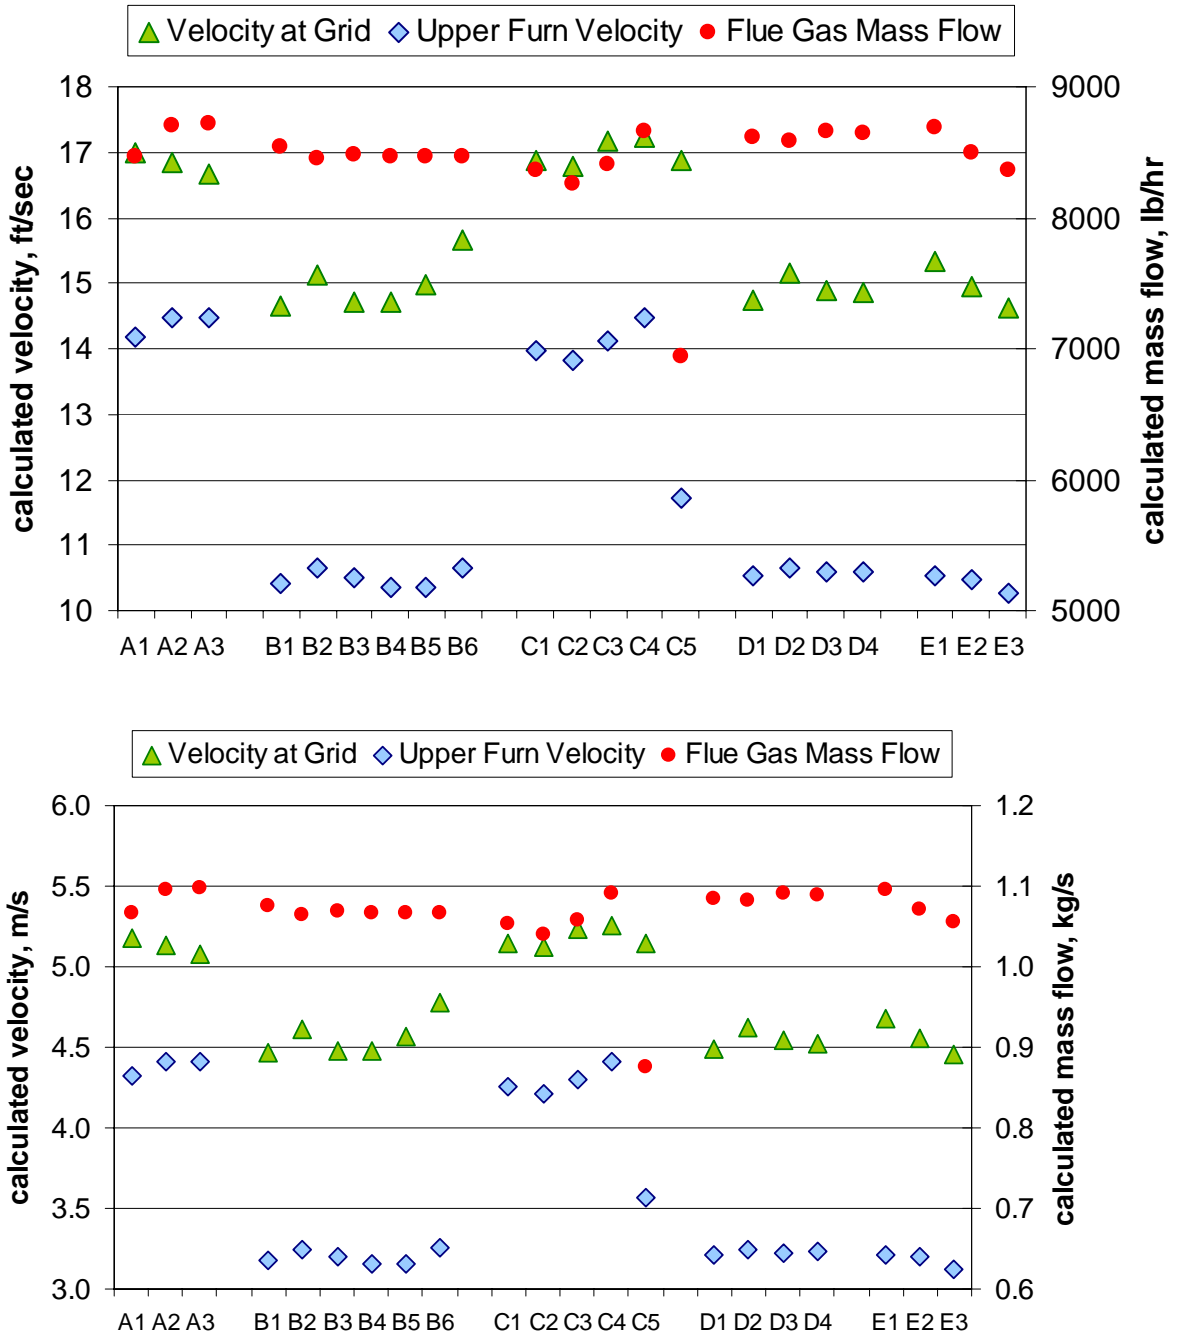 Velocity at Grid Upper Furn Velocity Flue Gas Mass Flow
18 9000
17
16 8000
15
14 7000
13
12 6000
11
10 5000
calculated velocity, ft/sec
calculated mass flow, lb/hr
A1 A2 A3 B1 B2 B3 B4 B5 B6 C1 C2 C3 C4 C5 D1 D2 D3 D4 E1 E2 E3
Velocity at Grid Upper Furn Velocity Flue Gas Mass Flow
6.0 1.2
5.5 1.1
5.0 1.0
4.5 0.9
4.0 0.8
3.5 0.7
3.0 0.6
calculated velocity, m/s
calculated mass flow, kg/s
A1 A2 A3 B1 B2 B3 B4 B5 B6 C1 C2 C3 C4 C5 D1 D2 D3 D4 E1 E2 E3